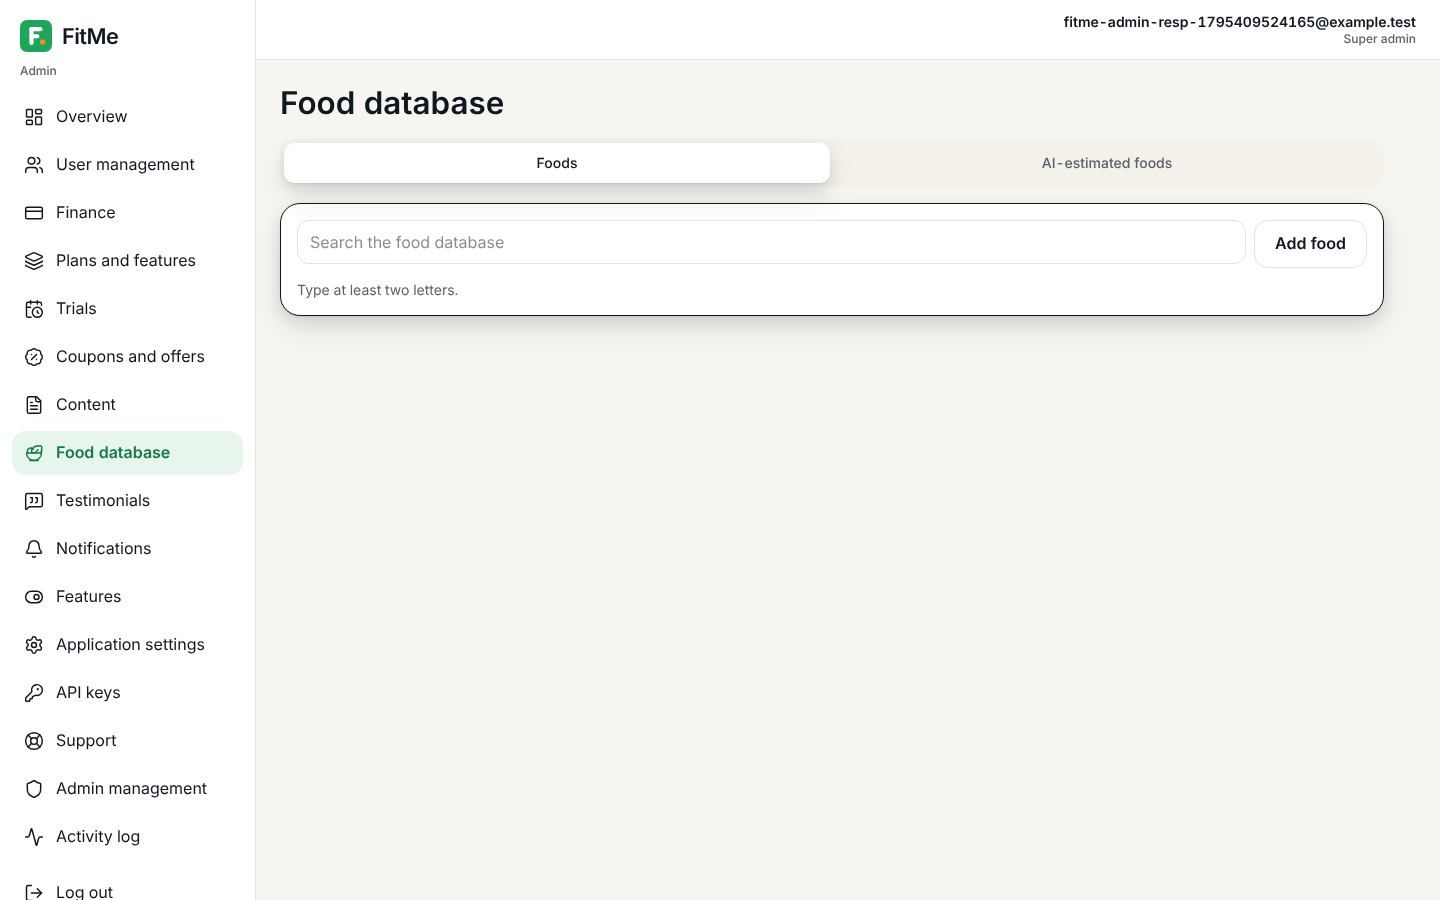 FitMe
Admin
Overview
User management
Finance
Plans and features
Trials
Coupons and offers
Content
Food database
Testimonials
Notifications
Features
Application settings
API keys
Support
Admin management
Activity log
Log out
fitme-admin-resp-1795409524165@example.test
Super admin
Food database
Foods
AI-estimated foods
Search the food database
Add food
Type at least two letters.